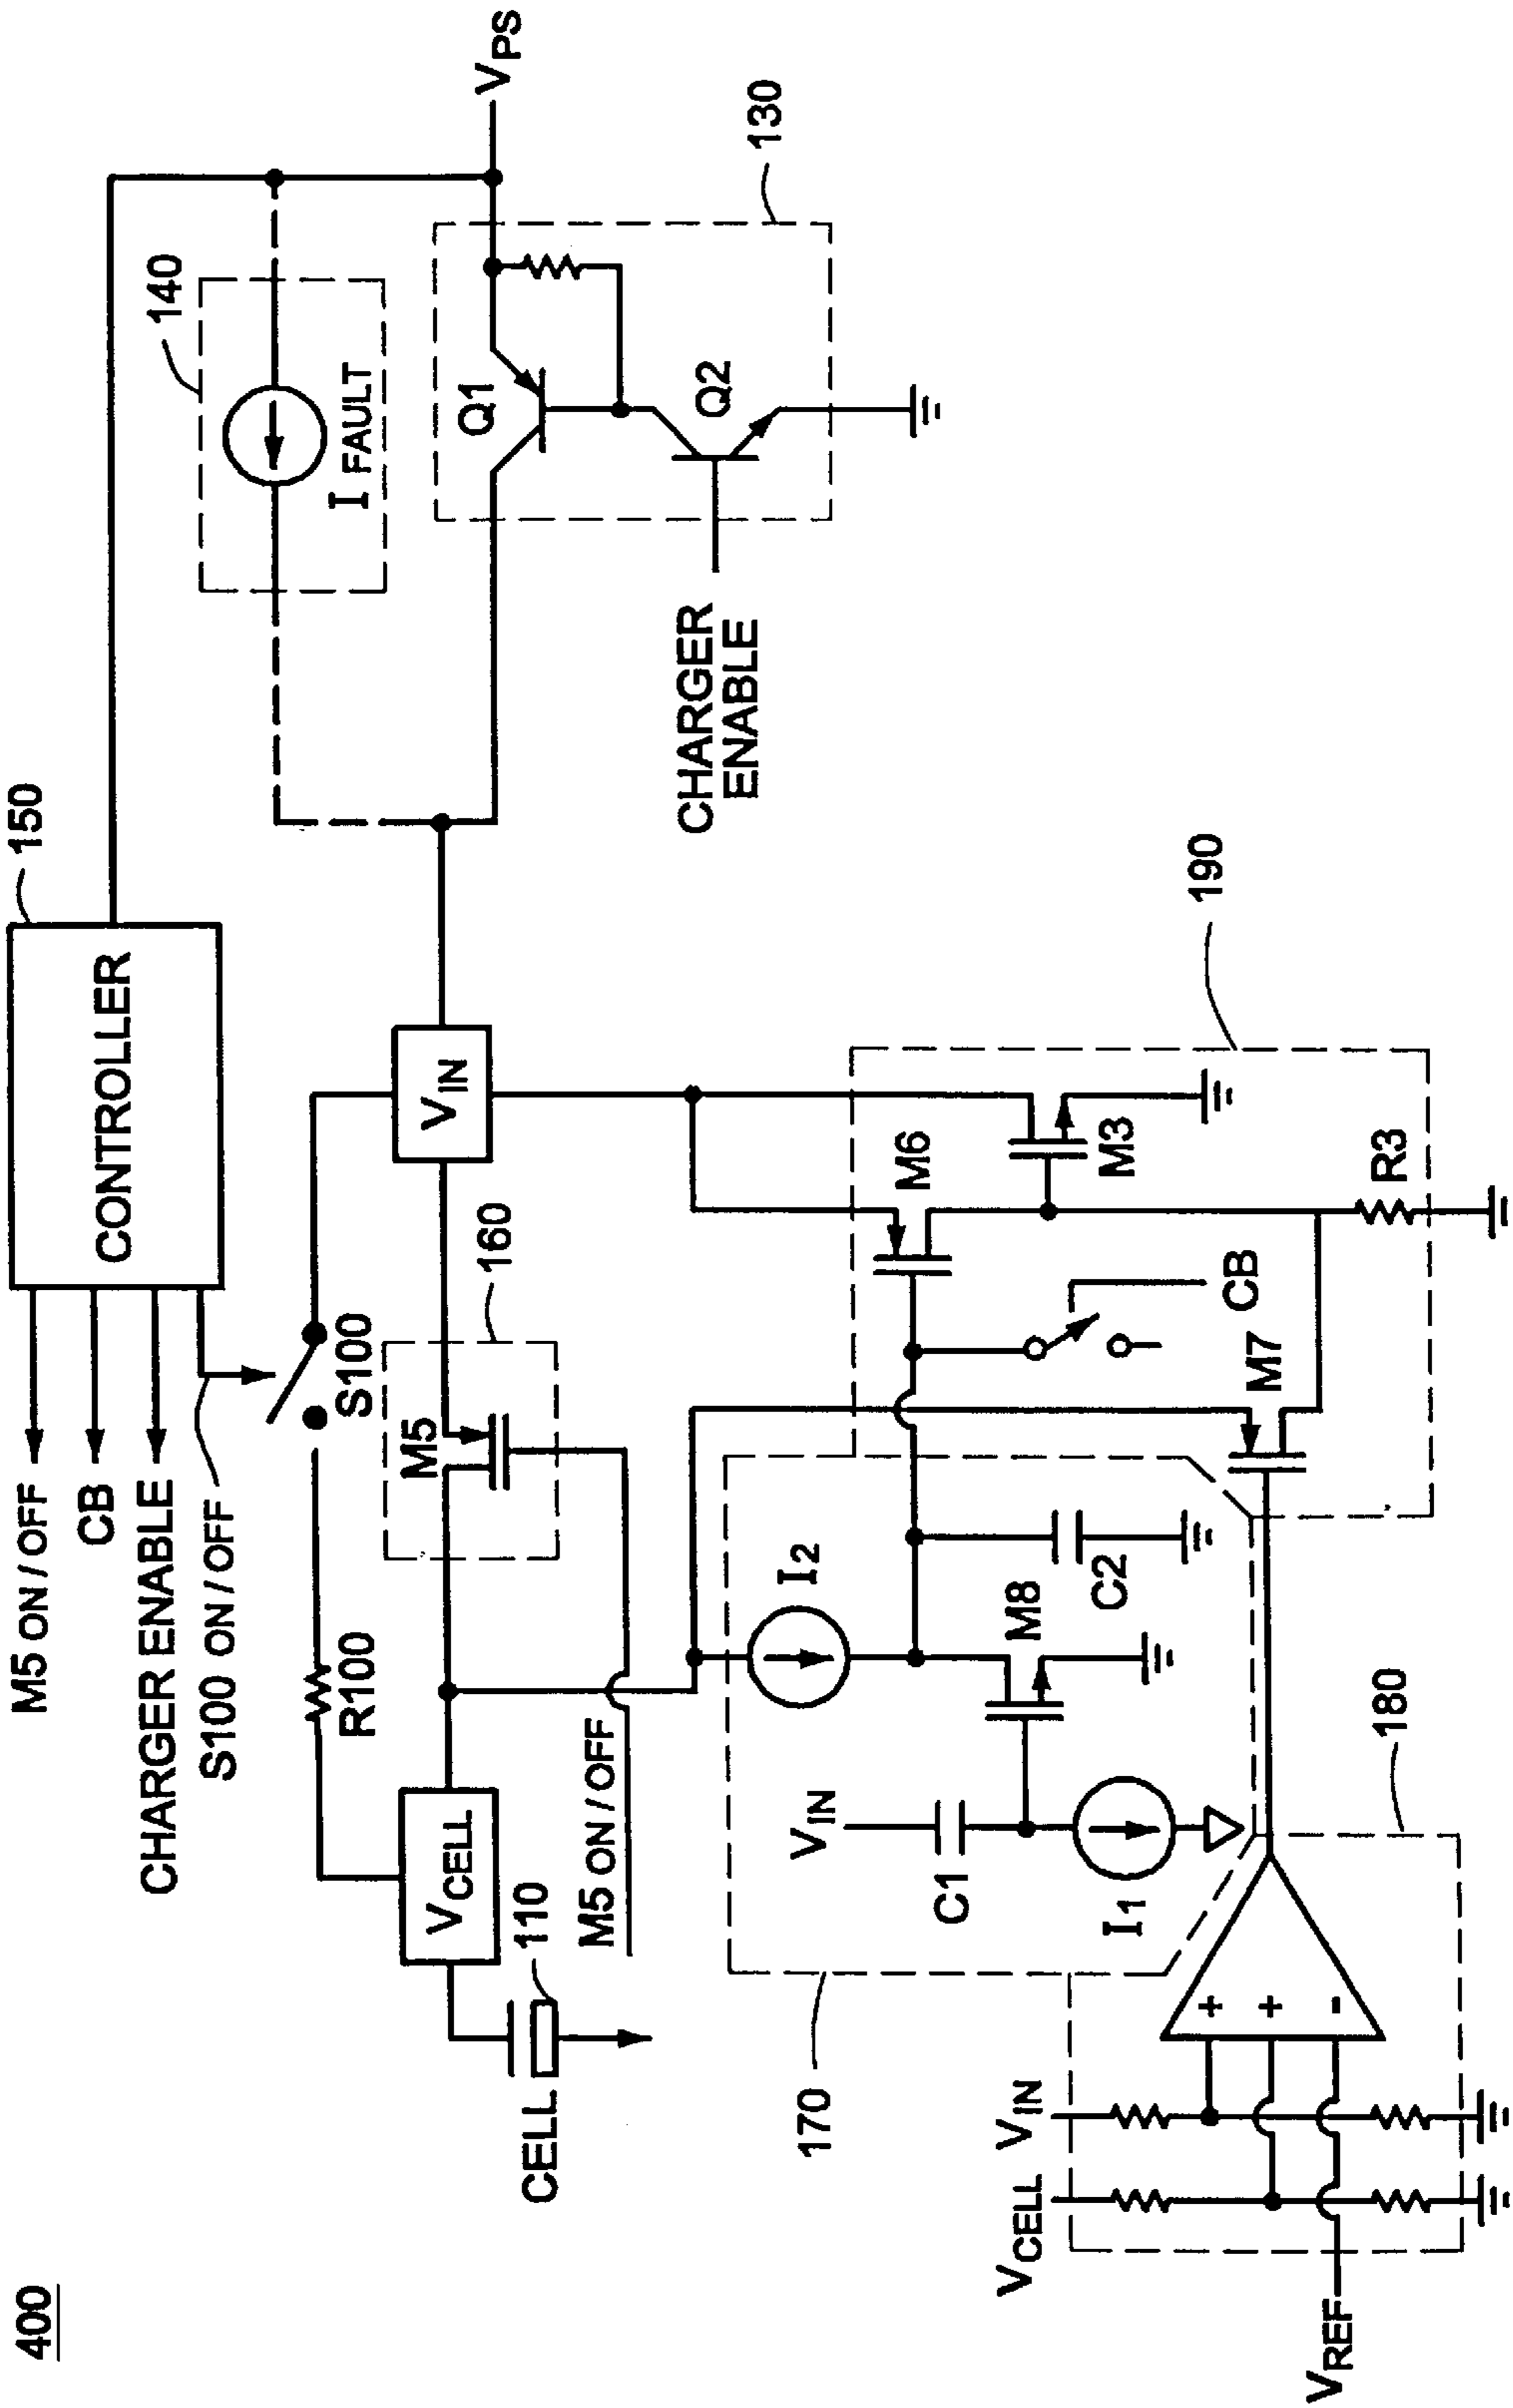 400
150
CONTROLLER
M5 ON / OFF
CB
CHARGER ENABLE
S100 ON / OFF
S100
R100
140
I FAULT
VPS
130
Q1
Q2
CHARGER
ENABLE
VIN
160
M5
VCELL
110
CELL
M5 ON / OFF
190
M6
M3
R3
CB
M7
I2
M8
C2
VIN
C1
I1
170
180
+
+
-
VIN
VCELL
VREF